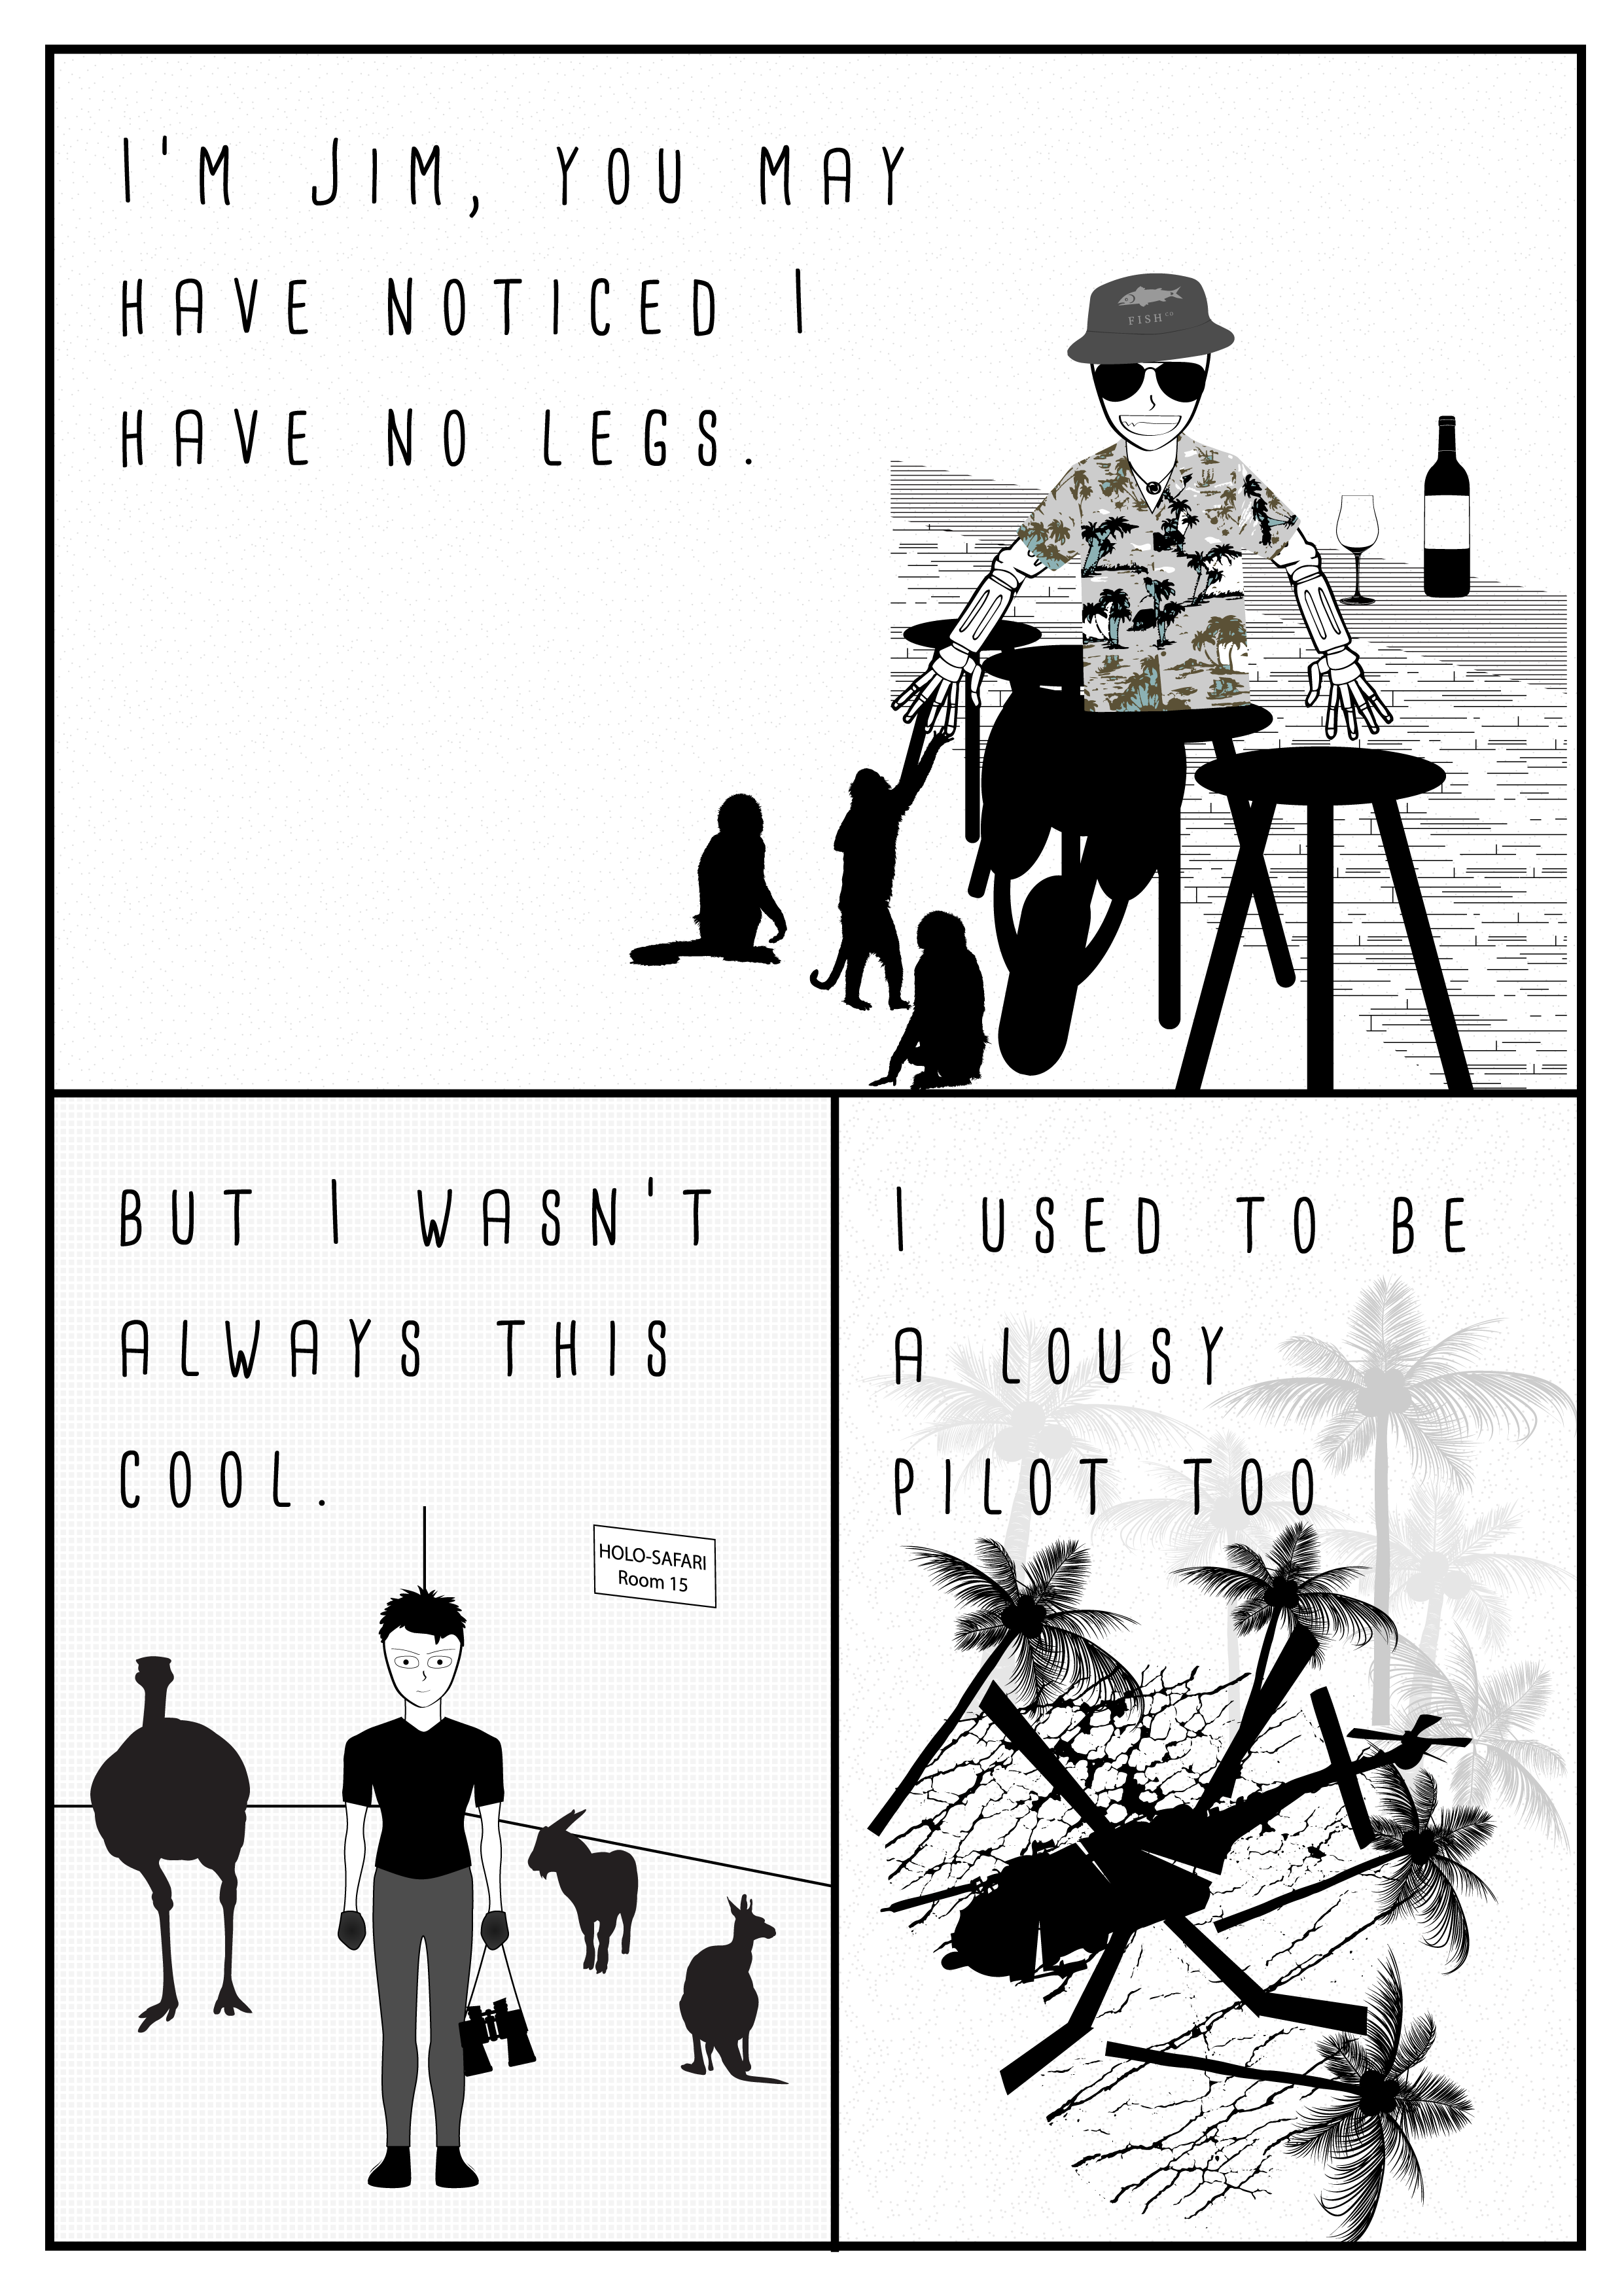 I'M JIM, YOU MAY
HAVE NOTICED I
HAVE NO LEGS.
FISH CO
BUT I WASN'T
ALWAYS THIS
COOL.
HOLO-SAFARI
Room 15
I USED TO BE
A LOUSY
PILOT TOO